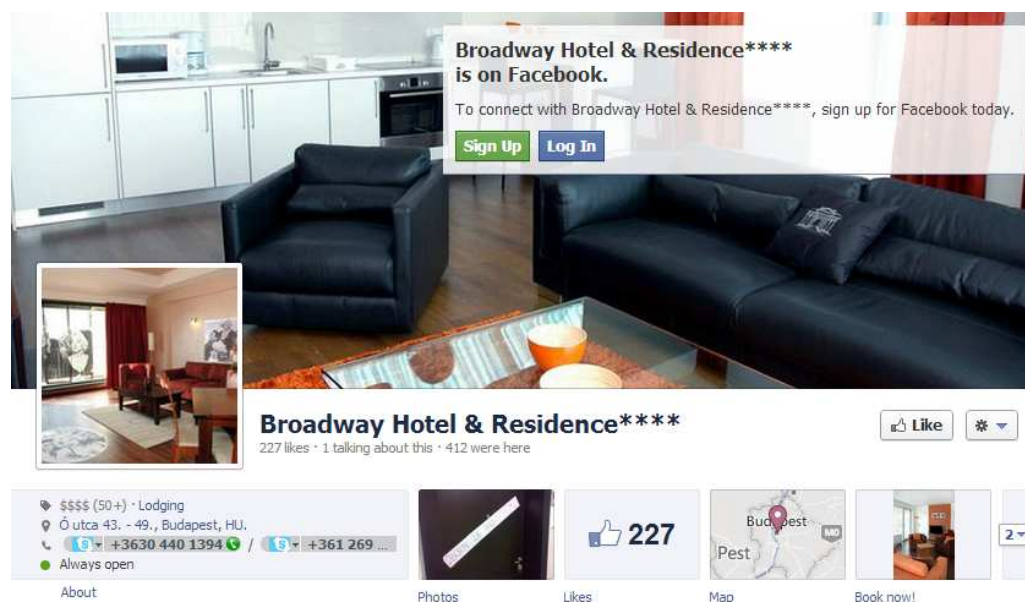 Broadway Hotel & Residence****
is on Facebook.
To connect with Broadway Hotel & Residence****, sign up for Facebook today.
Sign Up Log In
Broadway Hotel & Residence****
Like
227 likes · 1 talking about this · 412 were here
$$$$ (50+) · Lodging
Ó utca 43. - 49., Budapest, HU.
+3630 440 1394 / +361 269 ...
Always open
About
227
Budapest
M0
Pest
2
Photos
Likes
Map
Book now!